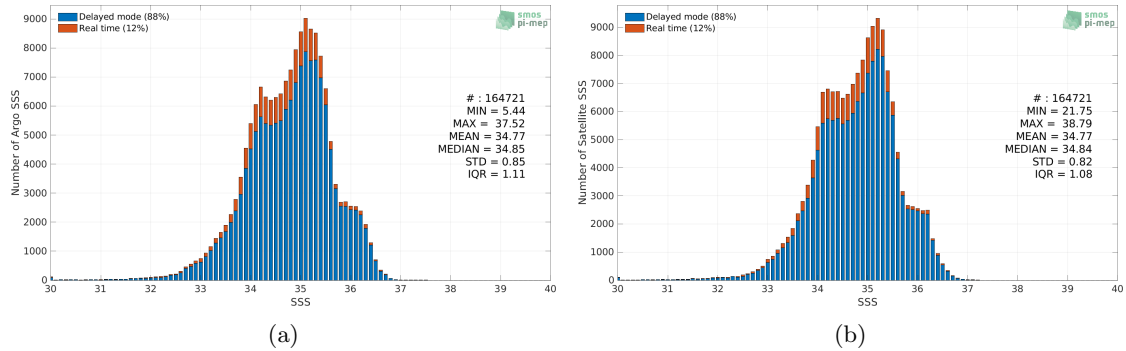 Delayed mode (88%)
Real time (12%)
smos
pi-mep
9000
8000
7000
6000
5000
4000
3000
2000
1000
0
Number of Argo SSS
# : 164721
MIN = 5.44
MAX = 37.52
MEAN = 34.77
MEDIAN = 34.85
STD = 0.85
IQR = 1.11
30 31 32 33 34 35 36 37 38 39 40
SSS
(a)
Delayed mode (88%)
Real time (12%)
smos
pi-mep
9000
8000
7000
6000
5000
4000
3000
2000
1000
0
Number of Satellite SSS
# : 164721
MIN = 21.75
MAX = 38.79
MEAN = 34.77
MEDIAN = 34.84
STD = 0.82
IQR = 1.08
30 31 32 33 34 35 36 37 38 39 40
SSS
(b)